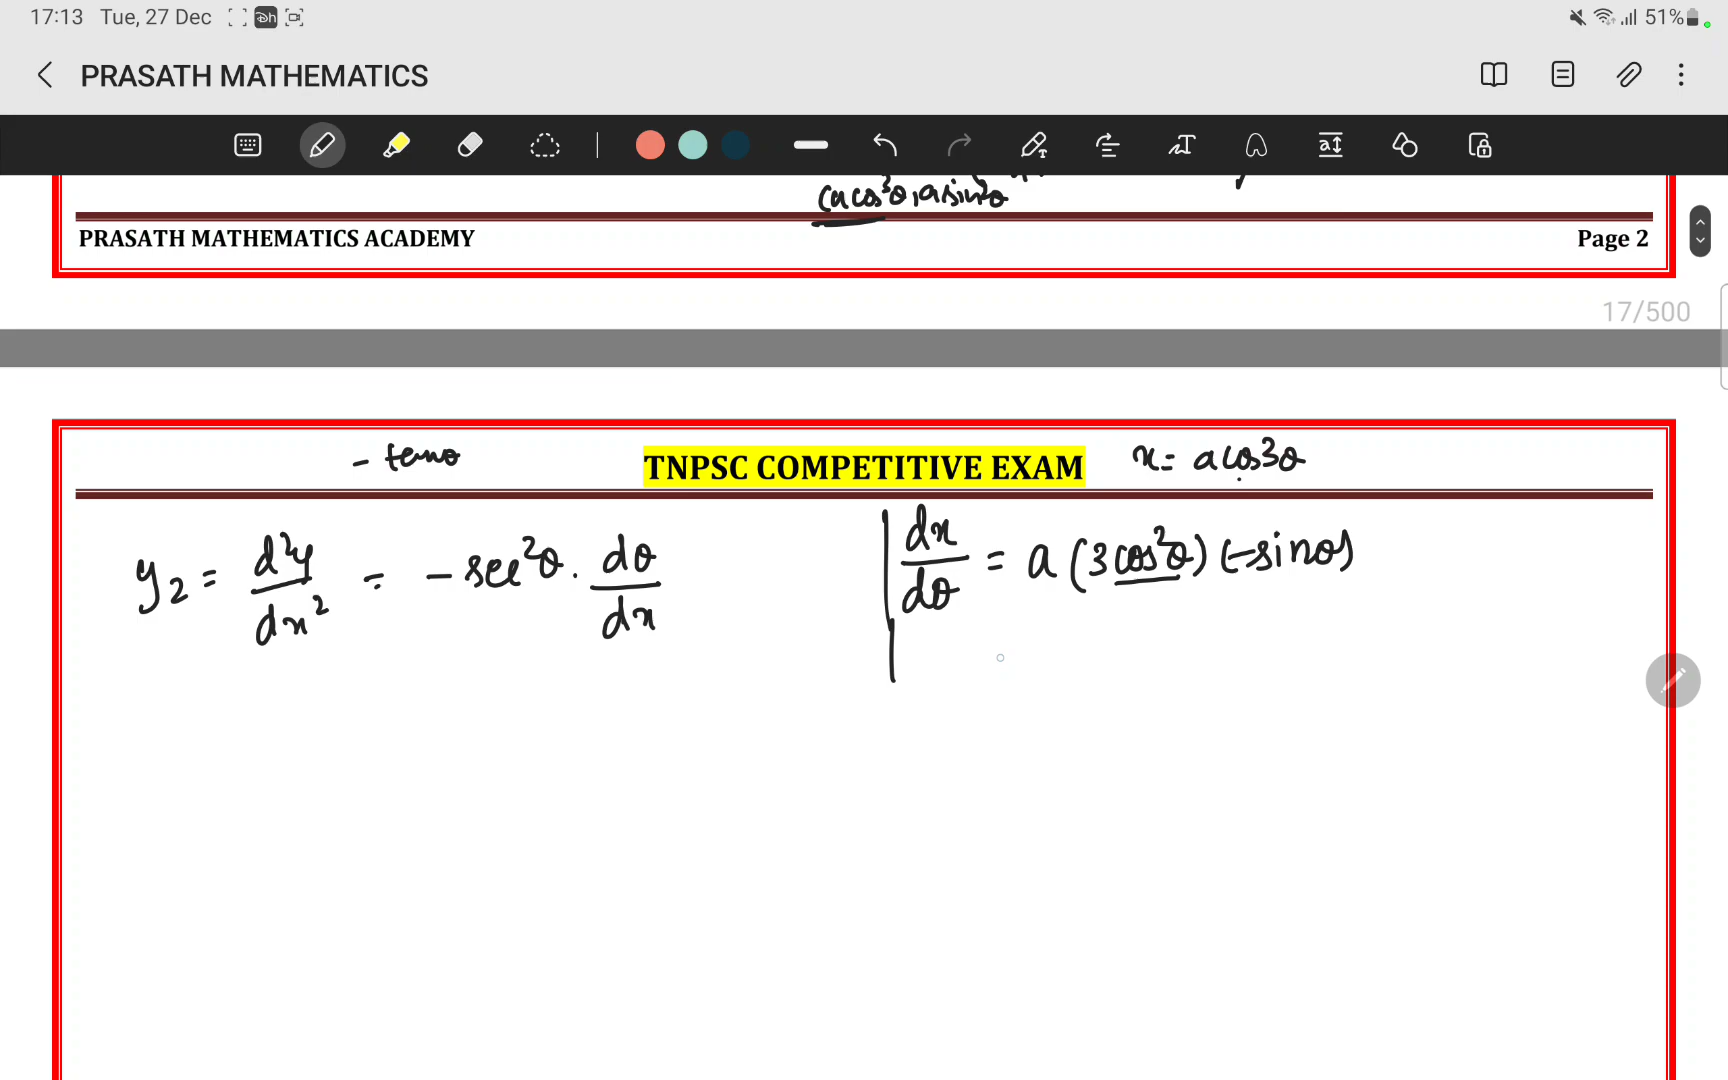 17:13 Tue, 27 Dec 51%
PRASATH MATHEMATICS
(acos³θ, asin³θ
PRASATH MATHEMATICS ACADEMY Page 2
17/500
- tanθ TNPSC COMPETITIVE EXAM x = acos3θ
y₂ = d²y/dx² = - sec²θ · dθ/dx | dx/dθ = a (3cos²θ) (-sinθ)